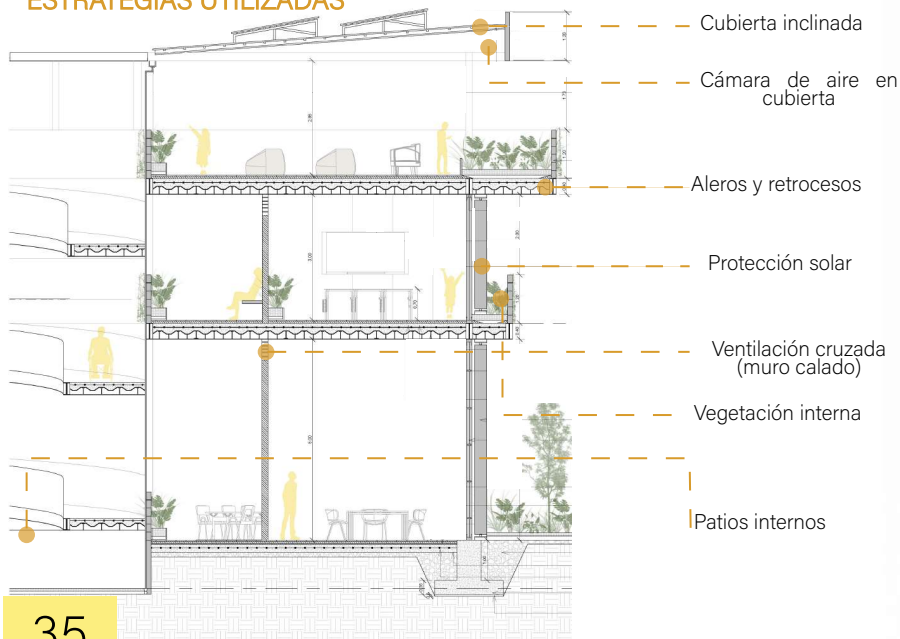 ESTRATEGIAS UTILIZADAS
Cubierta inclinada
Cámara de aire en
cubierta
Aleros y retrocesos
Protección solar
Ventilación cruzada
(muro calado)
Vegetación interna
Patios internos
35